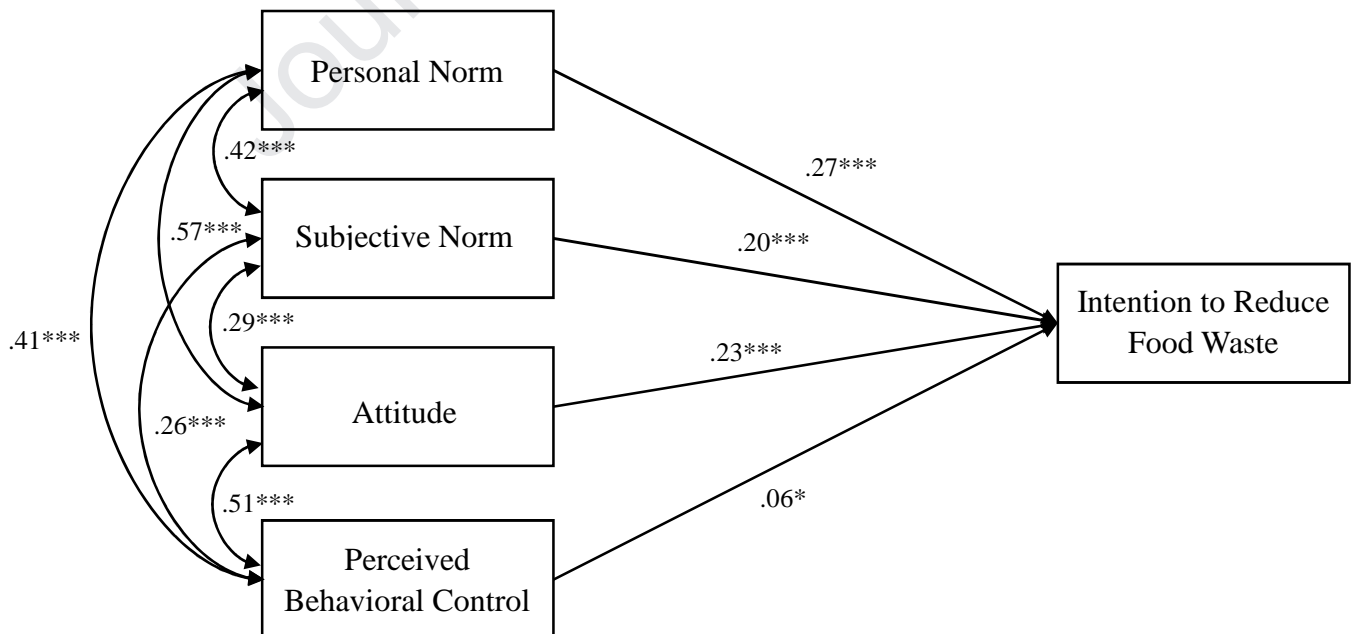 Jour
Personal Norm
.42***
.27***
.57***
Subjective Norm
.20***
.29***
.41***
Intention to Reduce
Food Waste
.23***
Attitude
.26***
.51***
.06*
Perceived
Behavioral Control